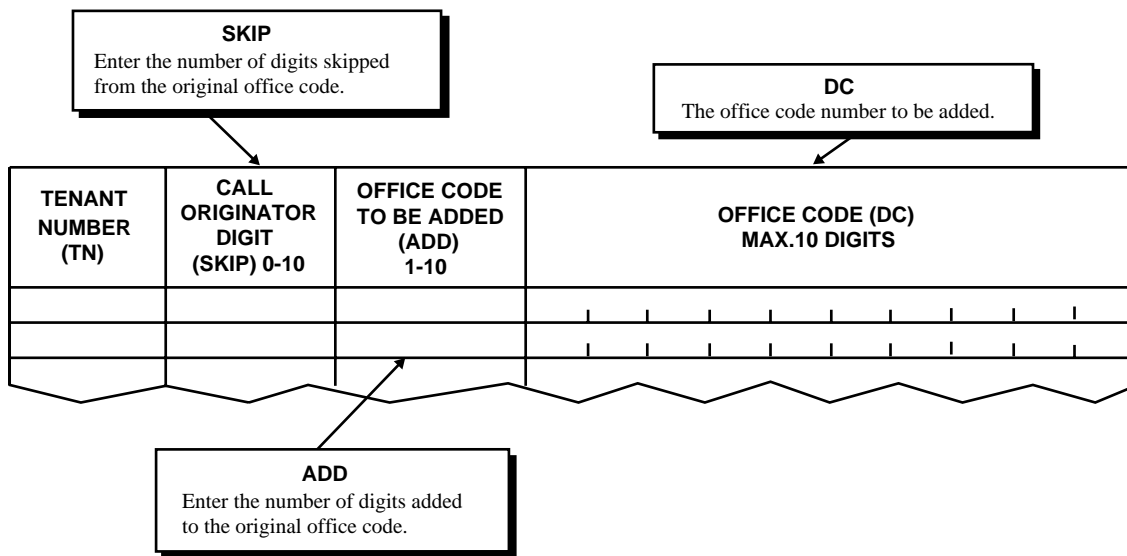 SKIP
Enter the number of digits skipped
from the original office code.
DC
The office code number to be added.
TENANT
NUMBER
(TN)
CALL
ORIGINATOR
DIGIT
(SKIP) 0-10
OFFICE CODE
TO BE ADDED
(ADD)
1-10
OFFICE CODE (DC)
MAX.10 DIGITS
ADD
Enter the number of digits added
to the original office code.